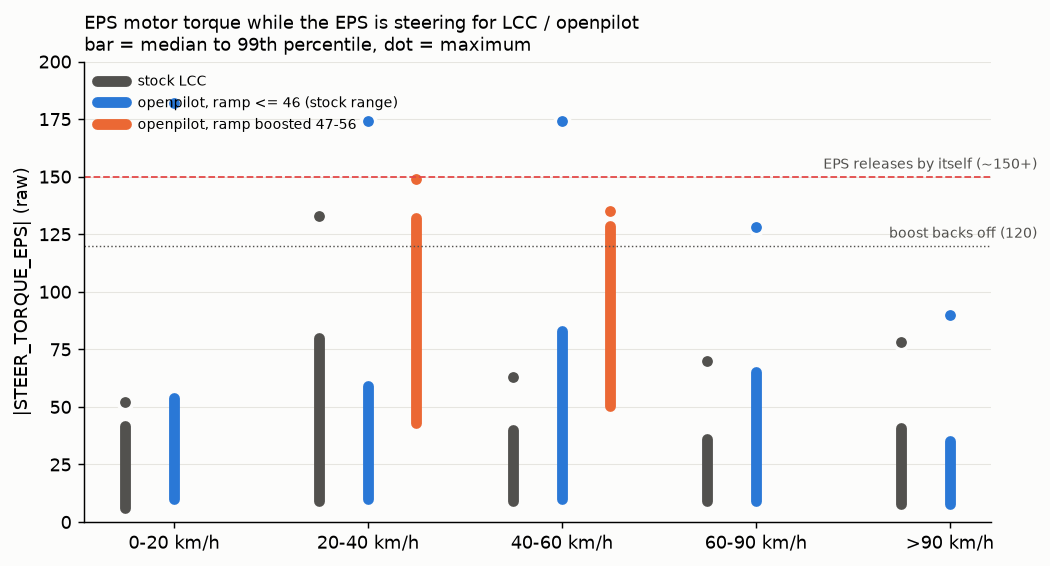 EPS motor torque while the EPS is steering for LCC / openpilot
bar = median to 99th percentile, dot = maximum
|STEER_TORQUE_EPS| (raw)
200
175
150
125
100
75
50
25
0
stock LCC
openpilot, ramp <= 46 (stock range)
openpilot, ramp boosted 47-56
EPS releases by itself (~150+)
boost backs off (120)
0-20 km/h
20-40 km/h
40-60 km/h
60-90 km/h
>90 km/h